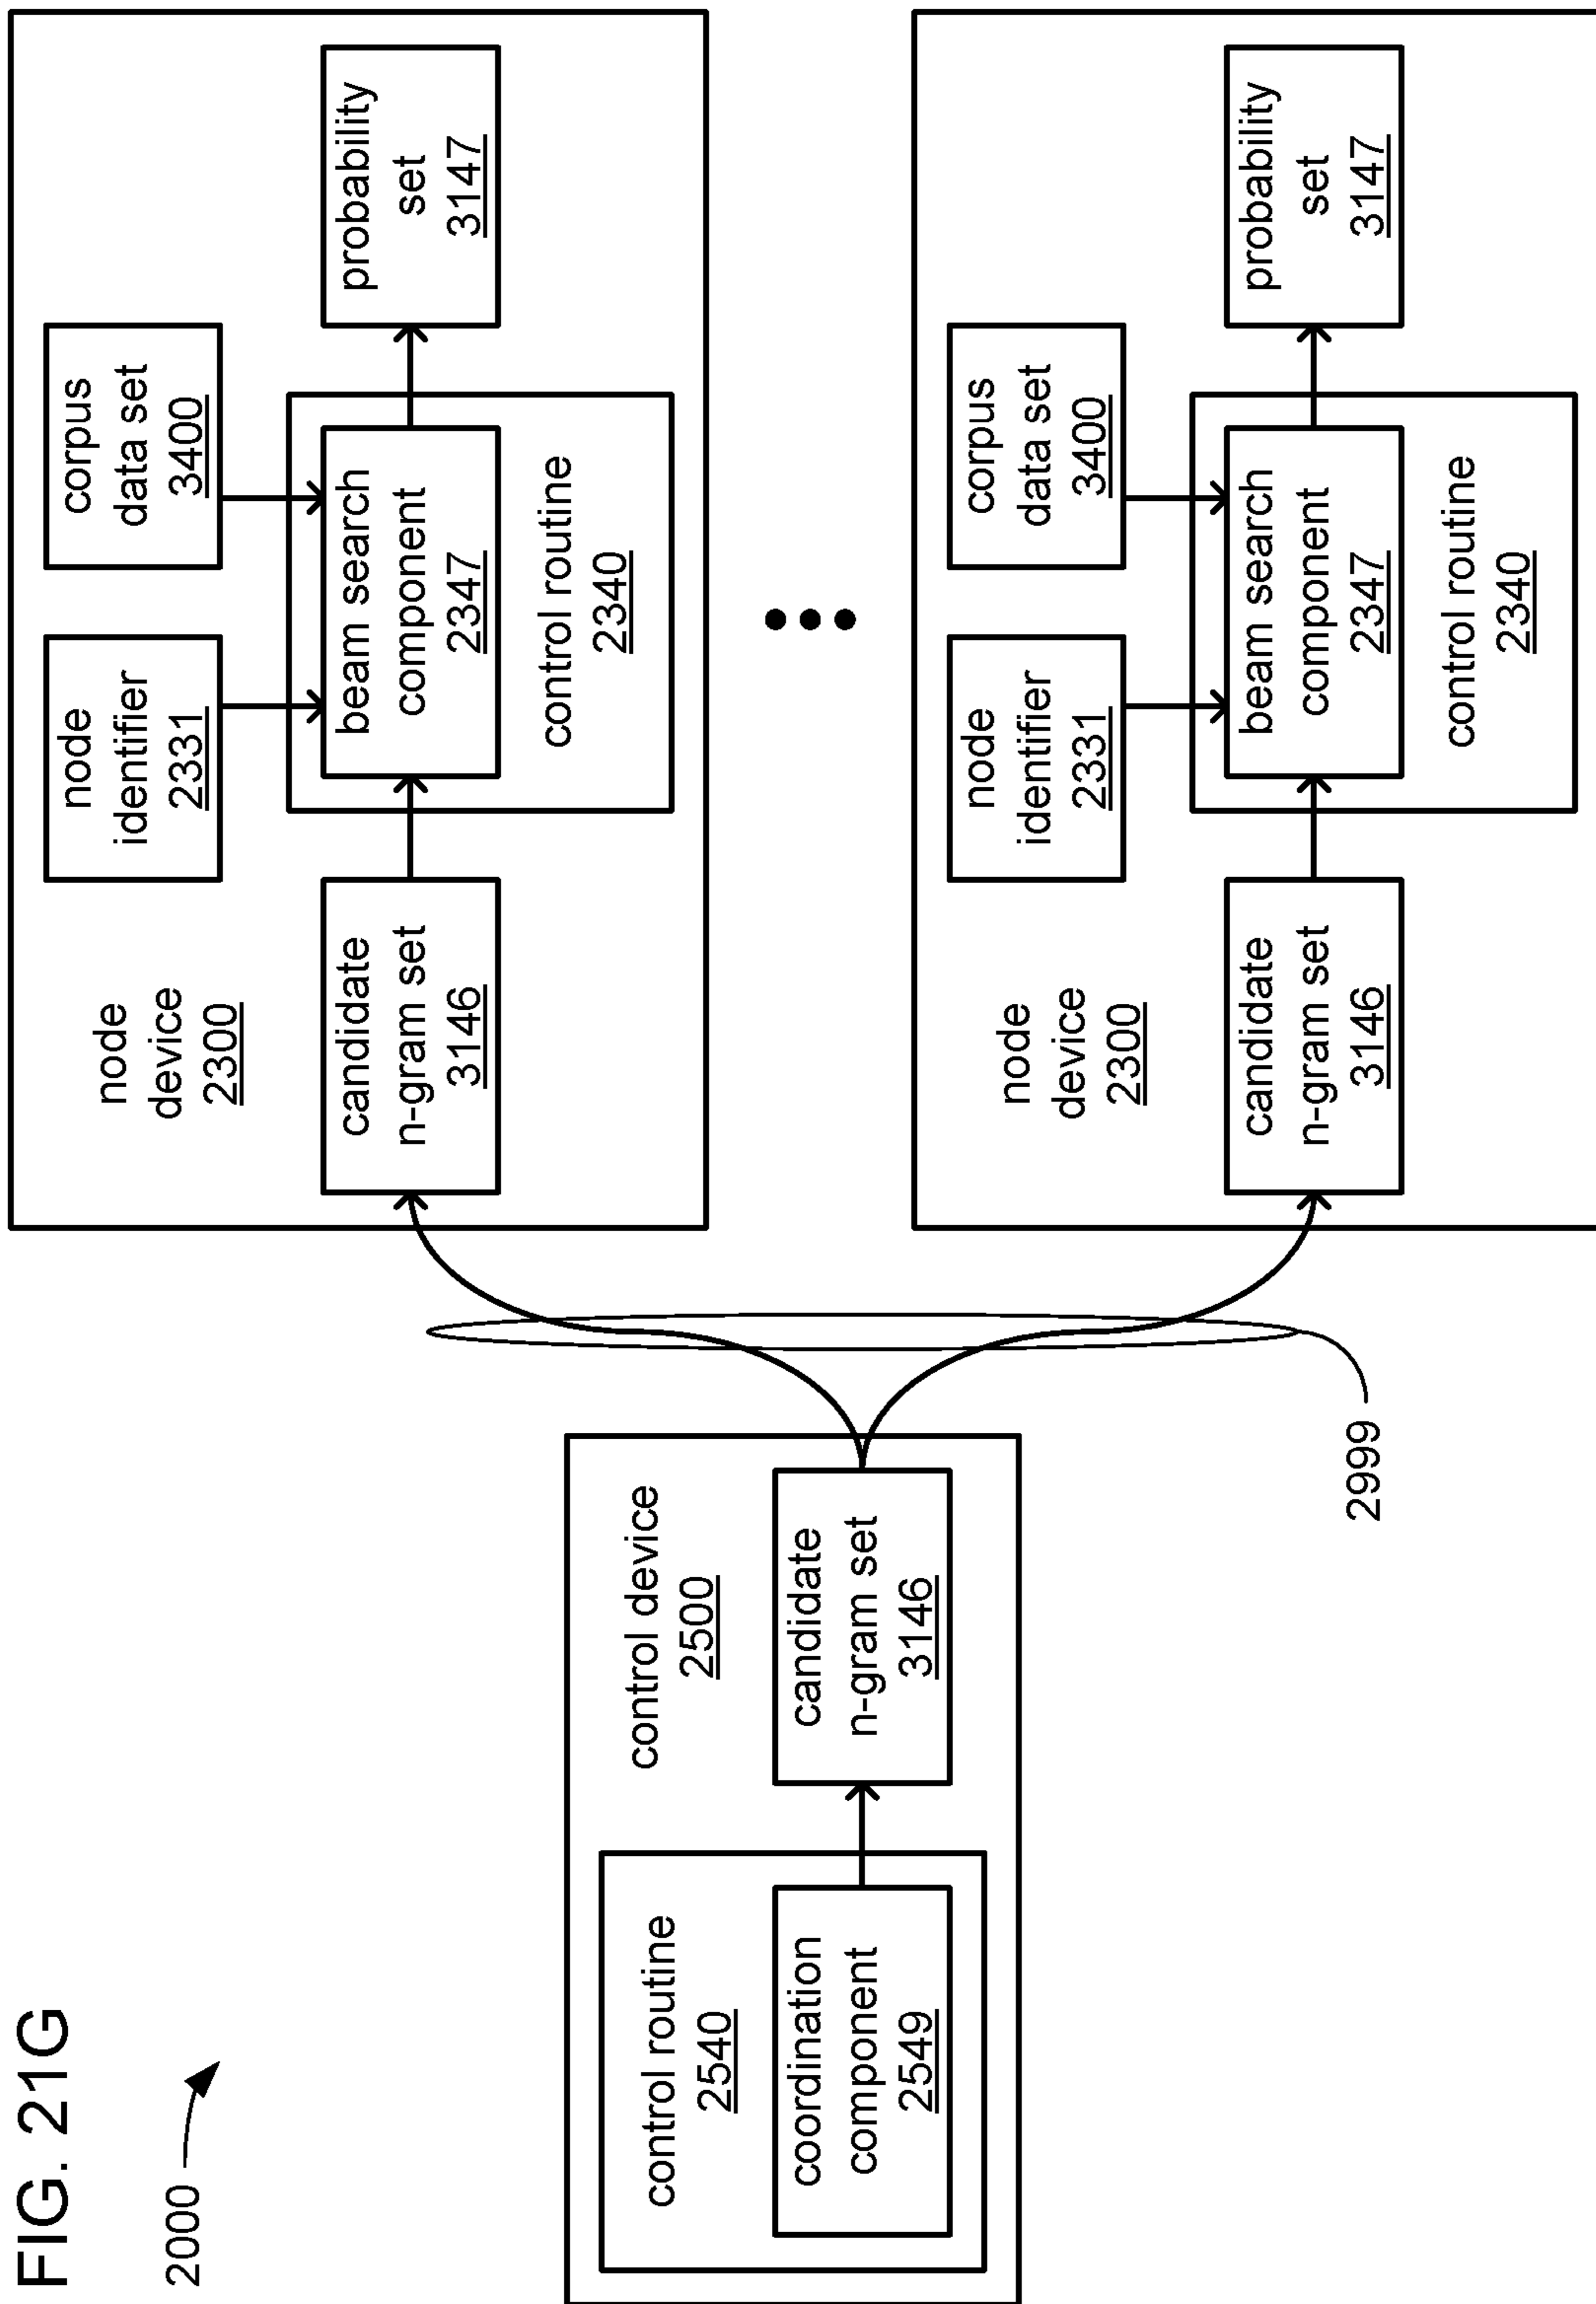 FIG. 21G
2000
control routine
2540
coordination
component
2549
control device
2500
candidate
n-gram set
3146
2999
node
device
2300
candidate
n-gram set
3146
node
identifier
2331
corpus
data set
3400
beam search
component
2347
control routine
2340
probability
set
3147
node
device
2300
candidate
n-gram set
3146
node
identifier
2331
corpus
data set
3400
beam search
component
2347
control routine
2340
probability
set
3147